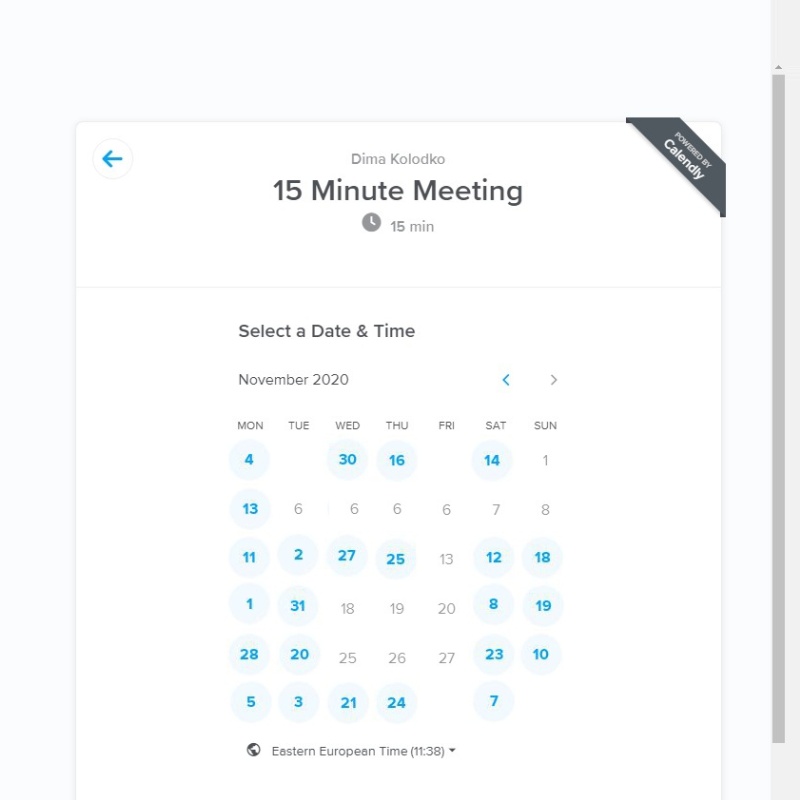 POWERED BY
Calendly
Dima Kolodko
15 Minute Meeting
15 min
Select a Date & Time
November 2020
MON TUE WED THU FRI SAT SUN
4 30 16 14 1
13 6 6 6 6 7 8
11 2 27 25 13 12 18
1 31 18 19 20 8 19
28 20 25 26 27 23 10
5 3 21 24 7
Eastern European Time (11:38)